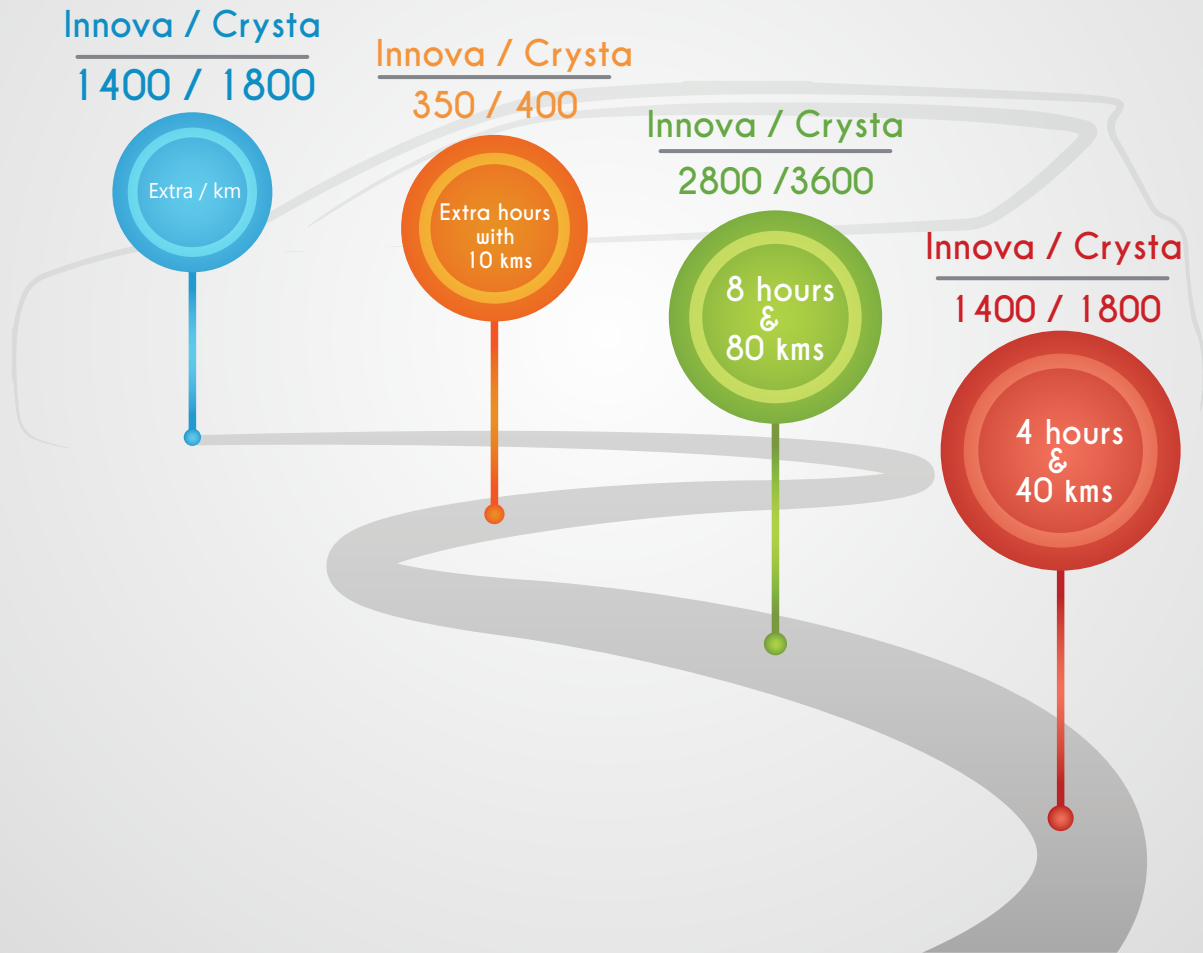 Innova / Crysta
1400 / 1800
Extra / km
Innova / Crysta
350 / 400
Extra hours
with
10 kms
Innova / Crysta
2800 /3600
8 hours
&
80 kms
Innova / Crysta
1400 / 1800
4 hours
&
40 kms